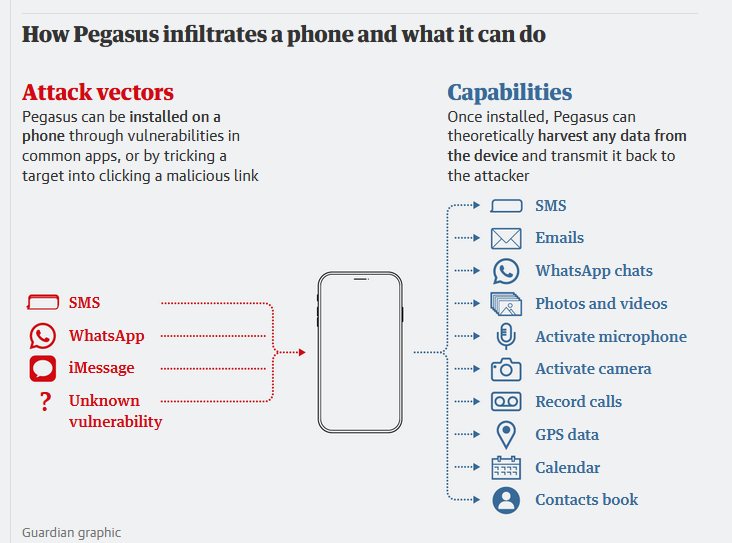 How Pegasus infiltrates a phone and what it can do
Attack vectors
Pegasus can be installed on a
phone through vulnerabilities in
common apps, or by tricking a
target into clicking a malicious link
SMS
WhatsApp
iMessage
?
Unknown
vulnerability
Capabilities
Once installed, Pegasus can
theoretically harvest any data from
the device and transmit it back to
the attacker
SMS
Emails
WhatsApp chats
Photos and videos
Activate microphone
Activate camera
Record calls
GPS data
Calendar
Contacts book
Guardian graphic